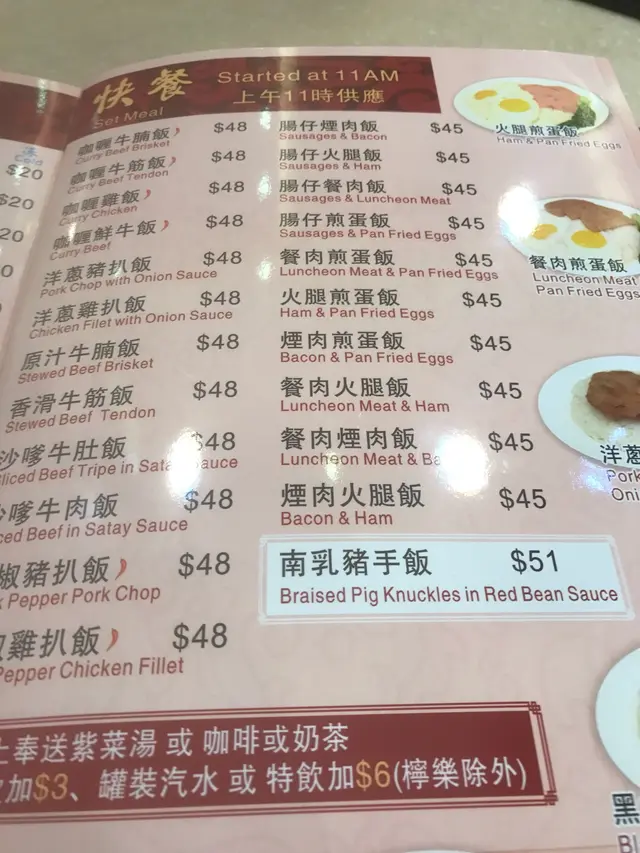 快餐 Started at 11AM
Set Meal 上午11時供應
Cold
$20
$20
20
0
0
咖喱牛腩飯 $48
Curry Beef Brisket
咖喱牛筋飯 $48
Curry Beef Tendon
咖喱雞飯 $48
Curry Chicken
咖喱鮮牛飯 $48
Curry Beef
洋蔥豬扒飯 $48
Pork Chop with Onion Sauce
洋蔥雞扒飯 $48
Chicken Filet with Onion Sauce
原汁牛腩飯 $48
Stewed Beef Brisket
香滑牛筋飯 $48
Stewed Beef Tendon
沙嗲牛肚飯 $48
Sliced Beef Tripe in Satay Sauce
沙嗲牛肉飯 $48
ced Beef in Satay Sauce
椒豬扒飯 $48
k Pepper Pork Chop
椒雞扒飯 $48
Pepper Chicken Fillet
腸仔煙肉飯 $45
Sausages & Bacon
腸仔火腿飯 $45
Sausages & Ham
腸仔餐肉飯 $45
Sausages & Luncheon Meat
腸仔煎蛋飯 $45
Sausages & Pan Fried Eggs
餐肉煎蛋飯 $45
Luncheon Meat & Pan Fried Eggs
火腿煎蛋飯 $45
Ham & Pan Fried Eggs
煙肉煎蛋飯 $45
Bacon & Pan Fried Eggs
餐肉火腿飯 $45
Luncheon Meat & Ham
餐肉煙肉飯 $45
Luncheon Meat & Ba
煙肉火腿飯 $45
Bacon & Ham
南乳豬手飯 $51
Braised Pig Knuckles in Red Bean Sauce
火腿煎蛋飯
Ham & Pan Fried Eggs
餐肉煎蛋飯
Luncheon Meat
Pan Fried Eggs
洋蔥
Pork
Oni
黑
Bl
上奉送紫菜湯 或 咖啡或奶茶
加$3、罐裝汽水 或 特飲加$6(檸樂除外)